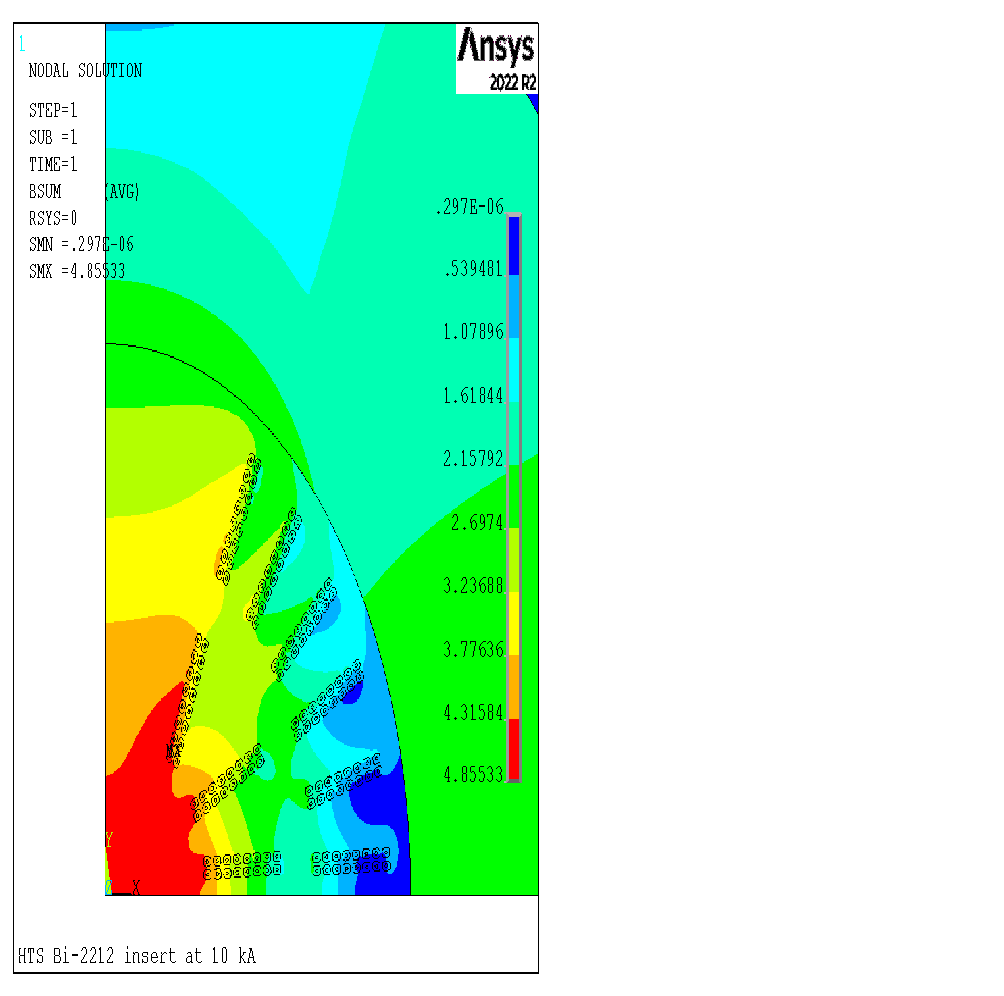 1
Ansys
2022 R2
NODAL SOLUTION
STEP=1
SUB =1
TIME=1
BSUM (AVG)
RSYS=0
SMN =.297E-06
SMX =4.85533
.297E-06
.539481
1.07896
1.61844
2.15792
2.6974
3.23688
3.77636
4.31584
4.85533
MX
Y
Z X
HTS Bi-2212 insert at 10 kA